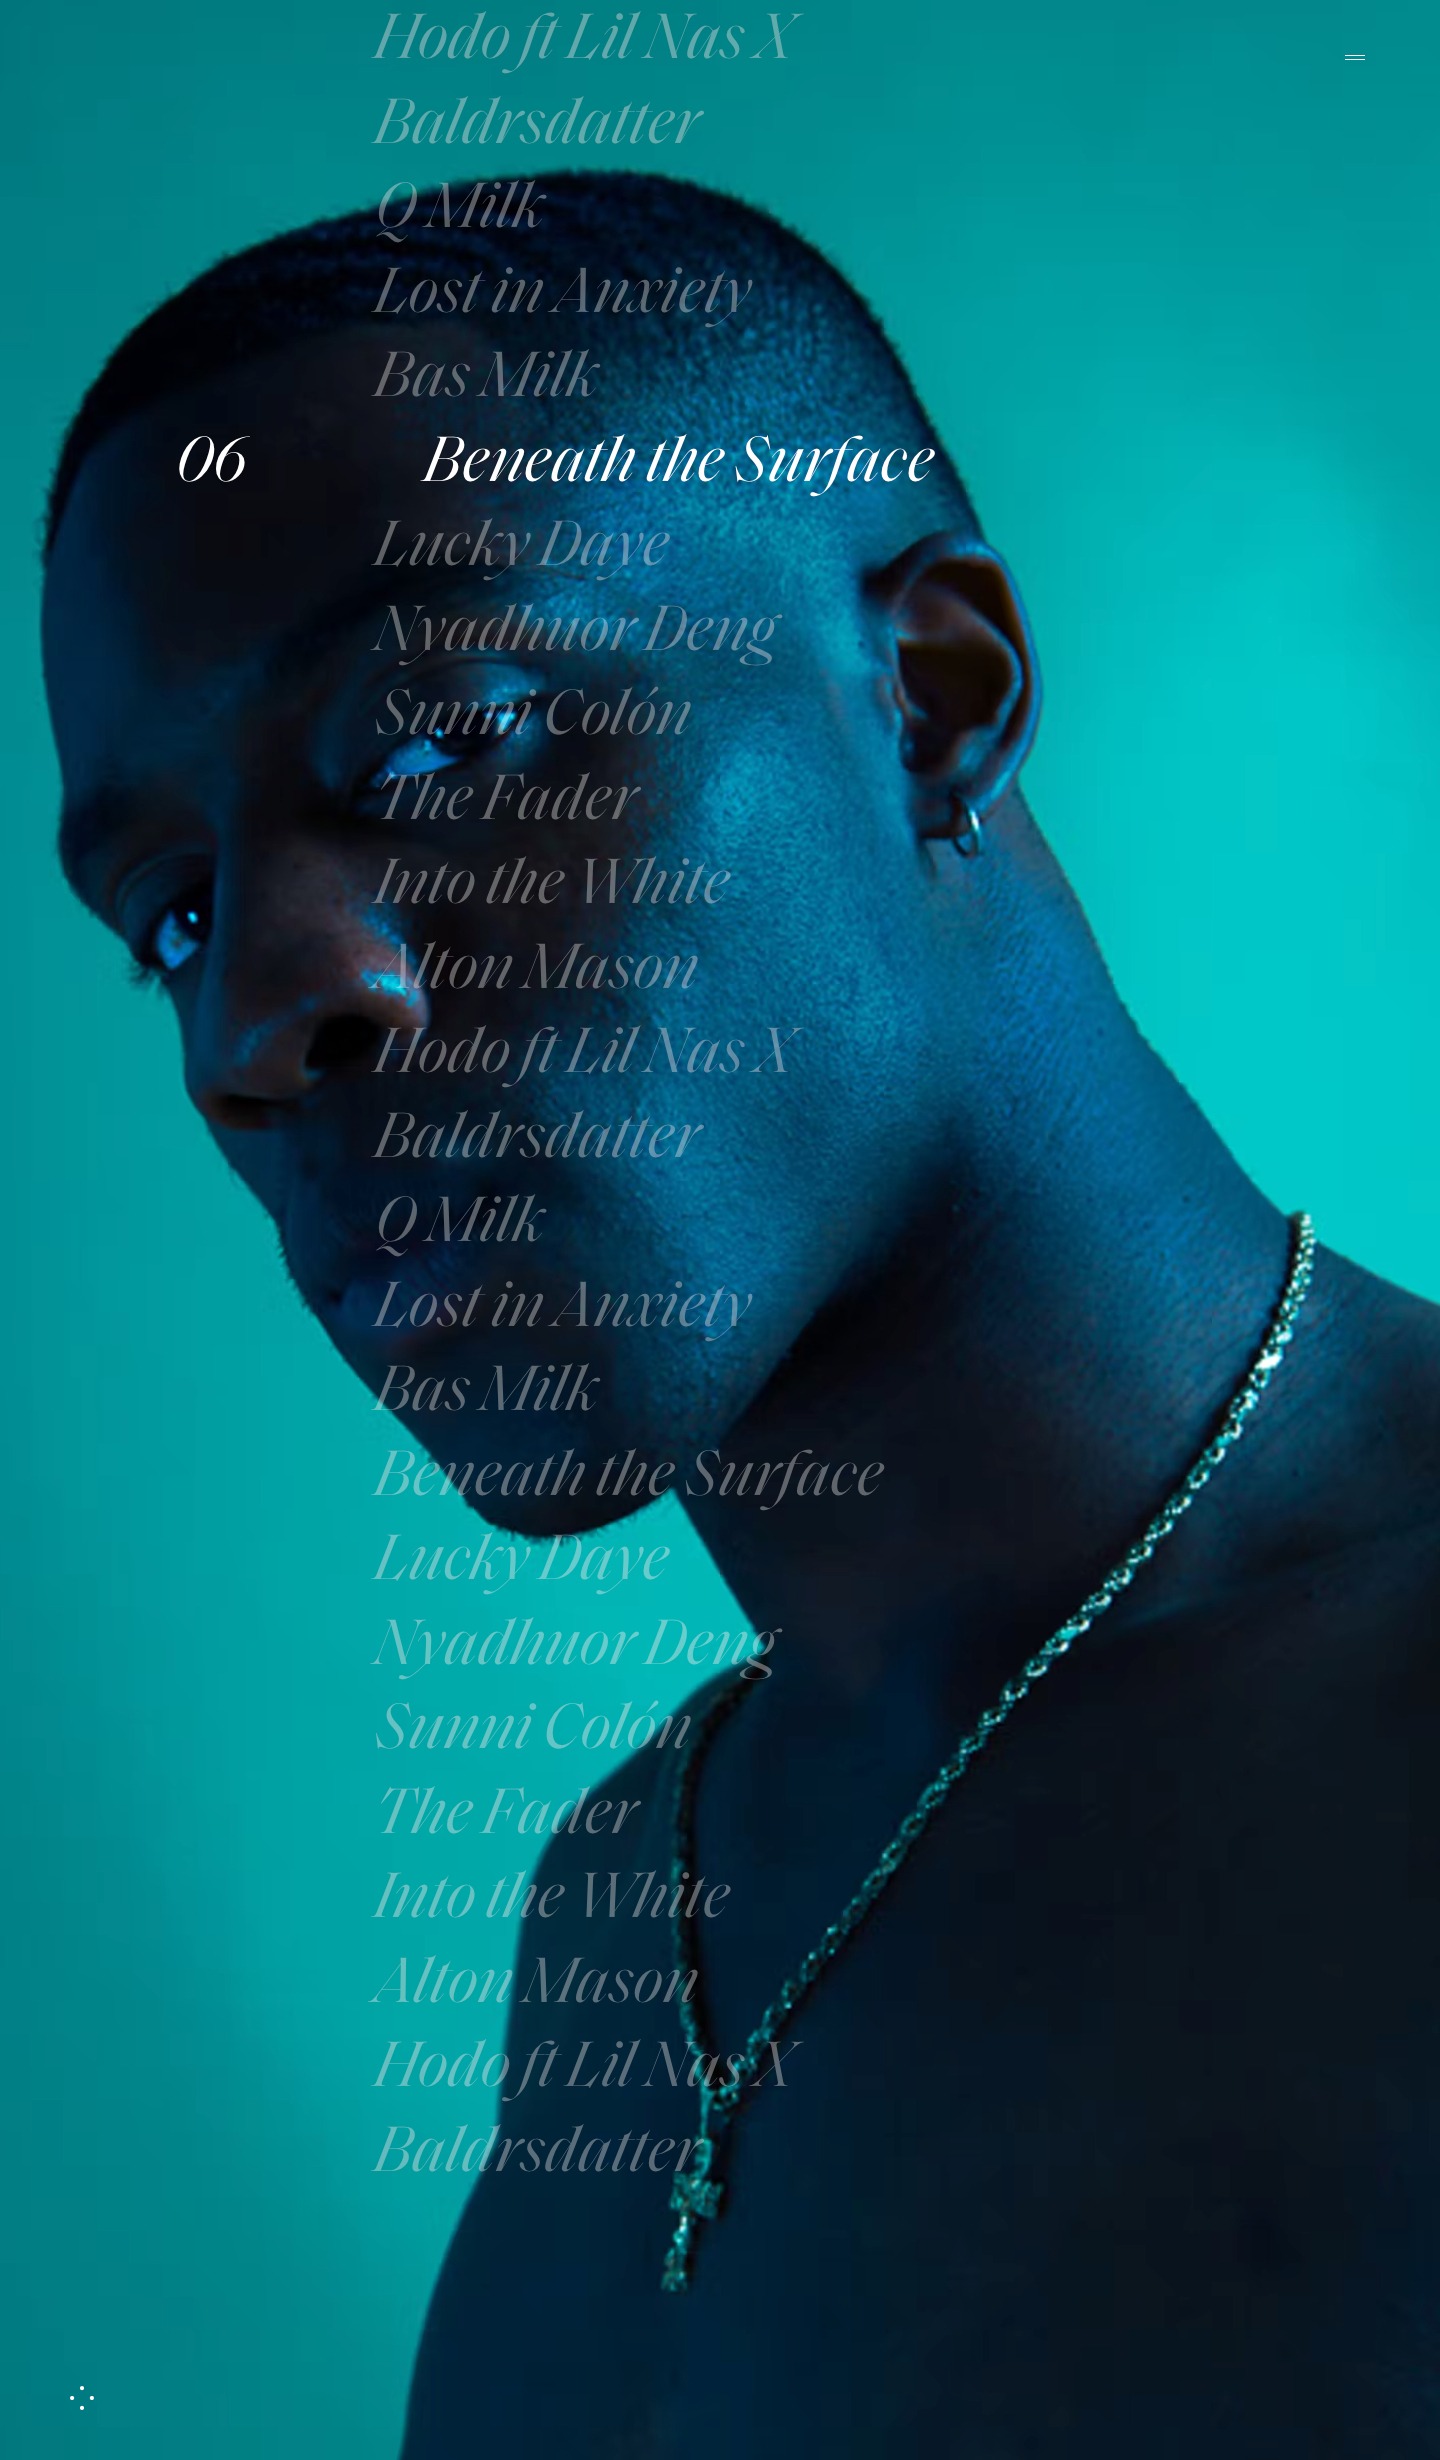 Hodo ft Lil Nas X
Baldrsdatter
Q Milk
Lost in Anxiety
Bas Milk
06 Beneath the Surface
Lucky Daye
Nyadhuor Deng
Sunni Colón
The Fader
Into the White
Alton Mason
Hodo ft Lil Nas X
Baldrsdatter
Q Milk
Lost in Anxiety
Bas Milk
Beneath the Surface
Lucky Daye
Nyadhuor Deng
Sunni Colón
The Fader
Into the White
Alton Mason
Hodo ft Lil Nas X
Baldrsdatter